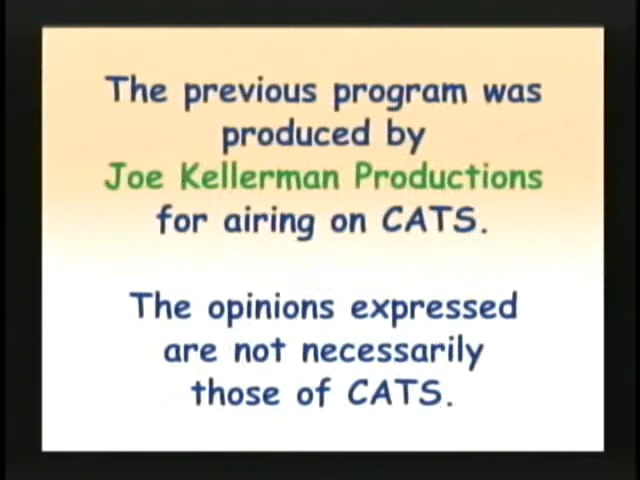 The previous program was
produced by
Joe Kellerman Productions
for airing on CATS.
The opinions expressed
are not necessarily
those of CATS.